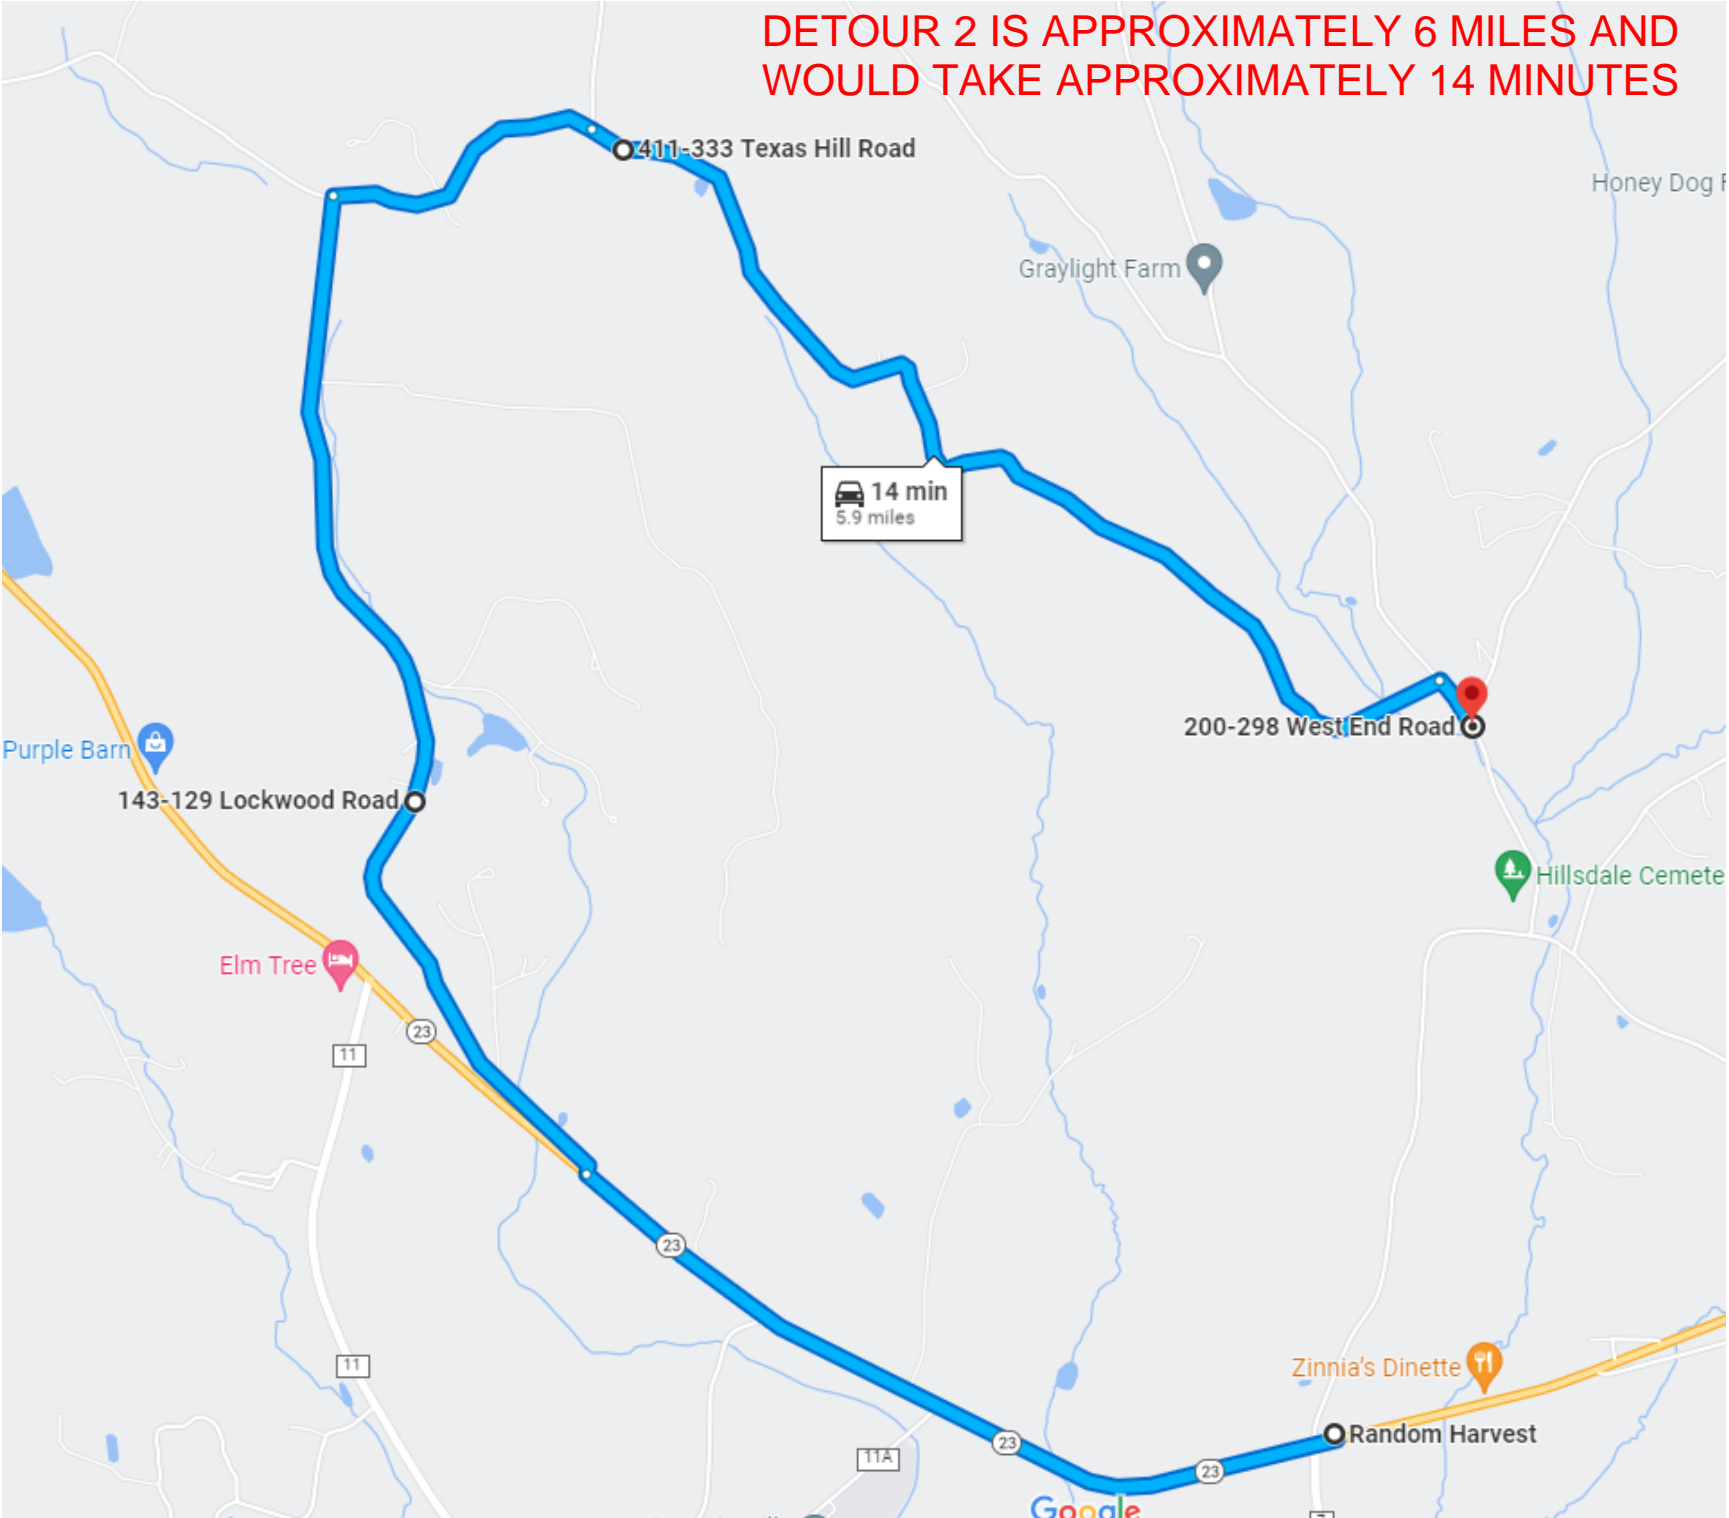 DETOUR 2 IS APPROXIMATELY 6 MILES AND
WOULD TAKE APPROXIMATELY 14 MINUTES
411-333 Texas Hill Road
Honey Dog
Graylight Farm
14 min
5.9 miles
200-298 West End Road
Purple Barn
143-129 Lockwood Road
Hillsdale Cemete
Elm Tree
23
11
23
11
Zinnia's Dinette
Random Harvest
23
11A
23
Google